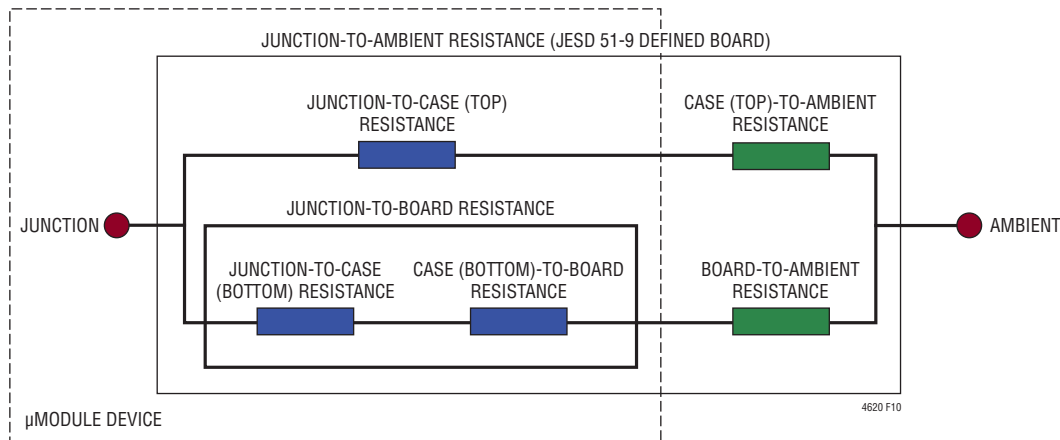 JUNCTION-TO-AMBIENT RESISTANCE (JESD 51-9 DEFINED BOARD)
JUNCTION-TO-CASE (TOP)
RESISTANCE
CASE (TOP)-TO-AMBIENT
RESISTANCE
JUNCTION-TO-BOARD RESISTANCE
JUNCTION
AMBIENT
JUNCTION-TO-CASE
(BOTTOM) RESISTANCE
CASE (BOTTOM)-TO-BOARD
RESISTANCE
BOARD-TO-AMBIENT
RESISTANCE
4620 F10
µMODULE DEVICE